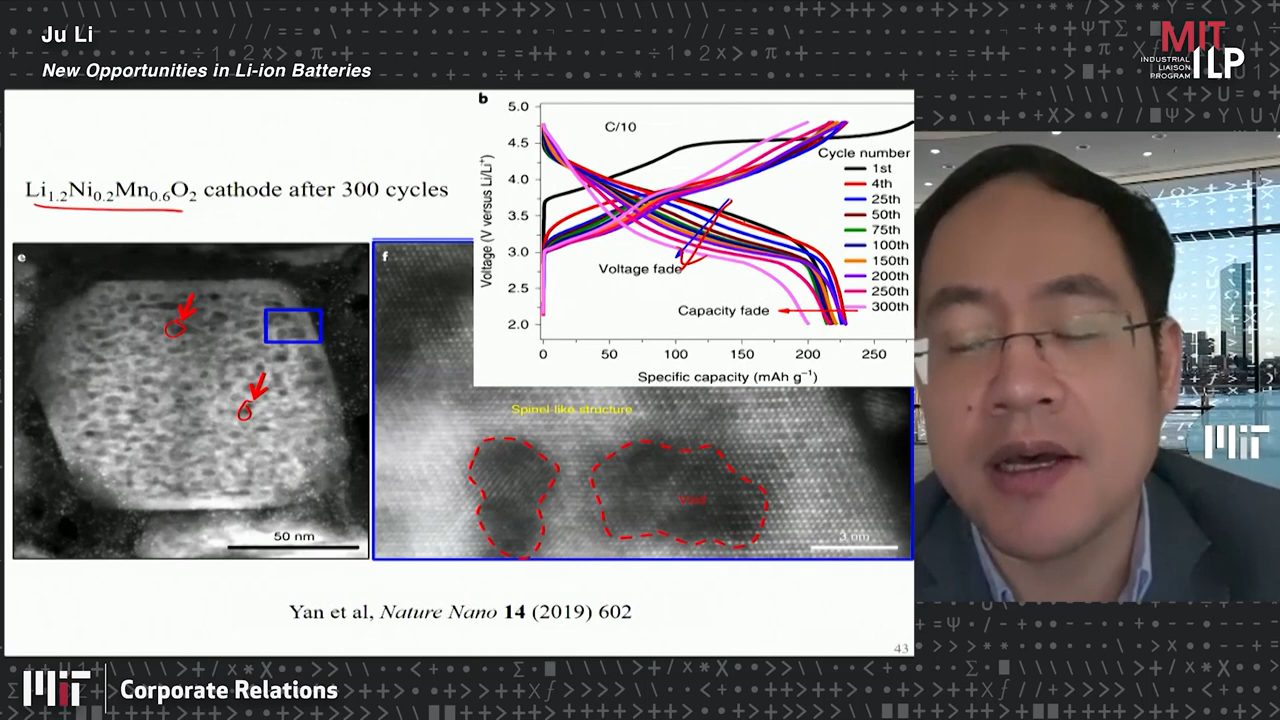 Ju Li
New Opportunities in Li-ion Batteries
MIT
INDUSTRIAL
LIAISON
PROGRAM
ILP
b
Li1.2Ni0.2Mn0.6O2 cathode after 300 cycles
C/10
Voltage (V versus Li/Li+)
5.0
4.5
4.0
3.5
3.0
2.5
2.0
0 50 100 150 200 250
Specific capacity (mAh g−1)
Cycle number
1st
4th
25th
50th
75th
100th
150th
200th
250th
300th
Voltage fade
Capacity fade
e
50 nm
f
Spinel-like structure
Void
3 nm
Yan et al, Nature Nano 14 (2019) 602
43
MIT
MIT
Corporate Relations